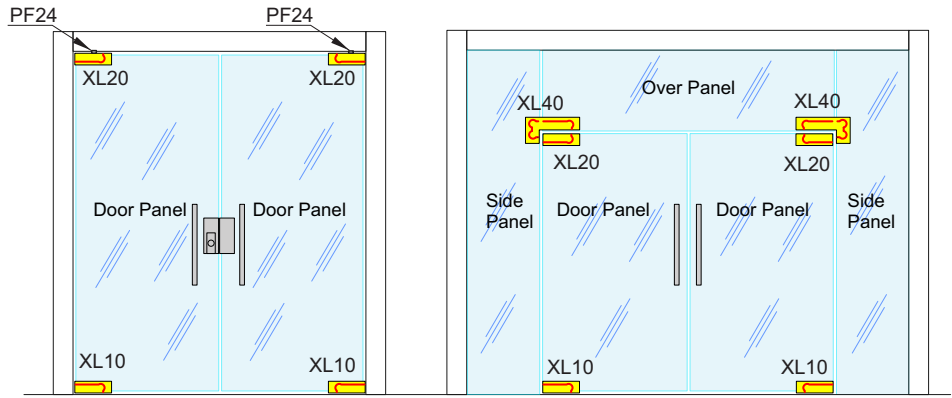 PF24
PF24
XL20
XL20
Door Panel
Door Panel
XL10
XL10
Over Panel
XL40
XL40
XL20
XL20
Side
Panel
Door Panel
Door Panel
Side
Panel
XL10
XL10